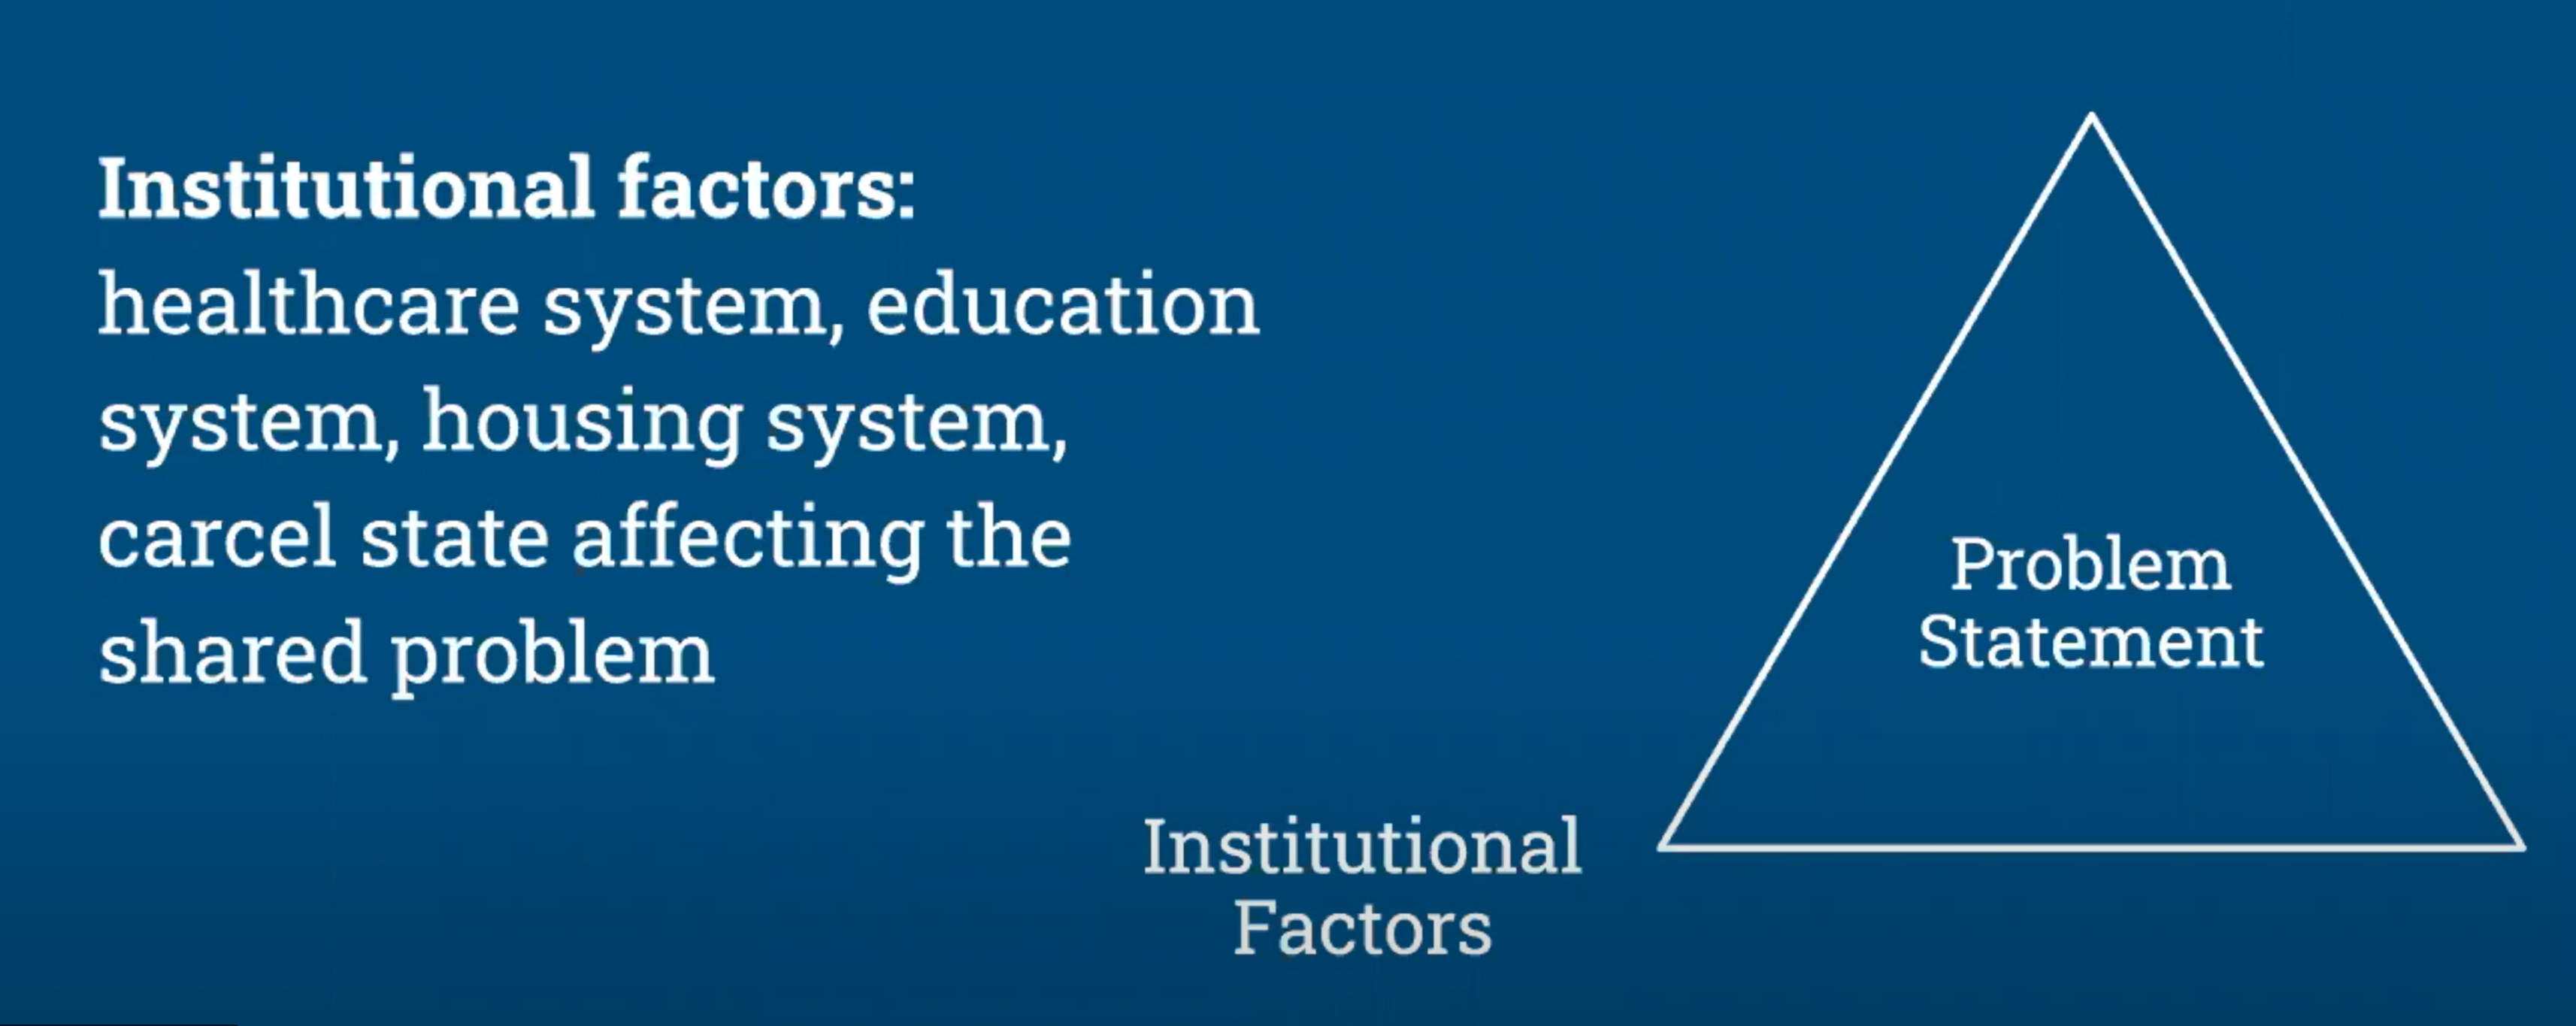 Institutional factors:
healthcare system, education
system, housing system,
carcel state affecting the
shared problem
Problem
Statement
Institutional
Factors